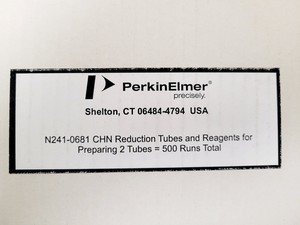 PerkinElmer®
precisely.
Shelton, CT 06484-4794 USA
N241-0681 CHN Reduction Tubes and Reagents for
Preparing 2 Tubes = 500 Runs Total